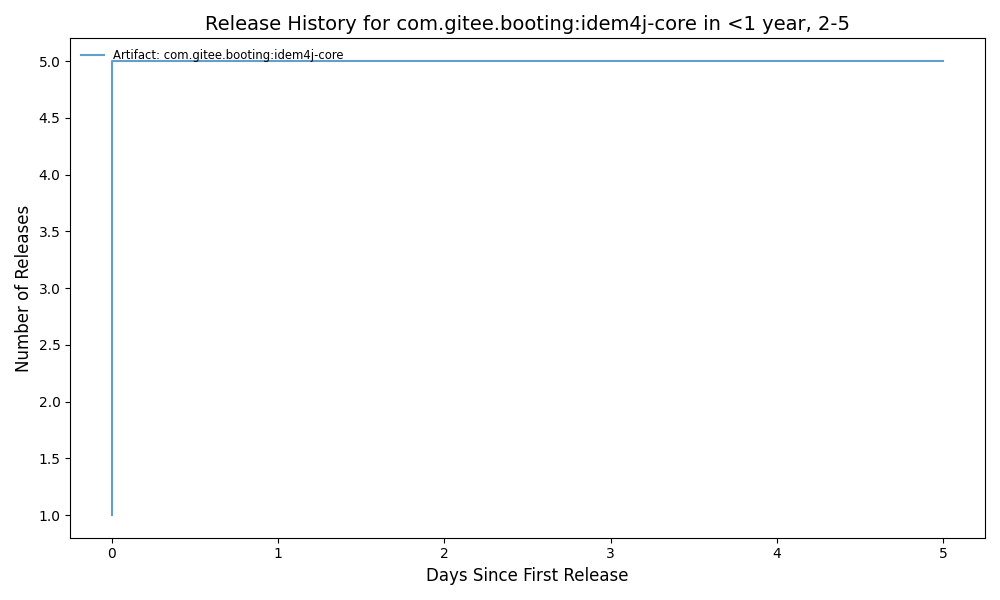 Release History for com.gitee.booting:idem4j-core in <1 year, 2-5
Artifact: com.gitee.booting:idem4j-core
Number of Releases
5.0
4.5
4.0
3.5
3.0
2.5
2.0
1.5
1.0
0 1 2 3 4 5
Days Since First Release